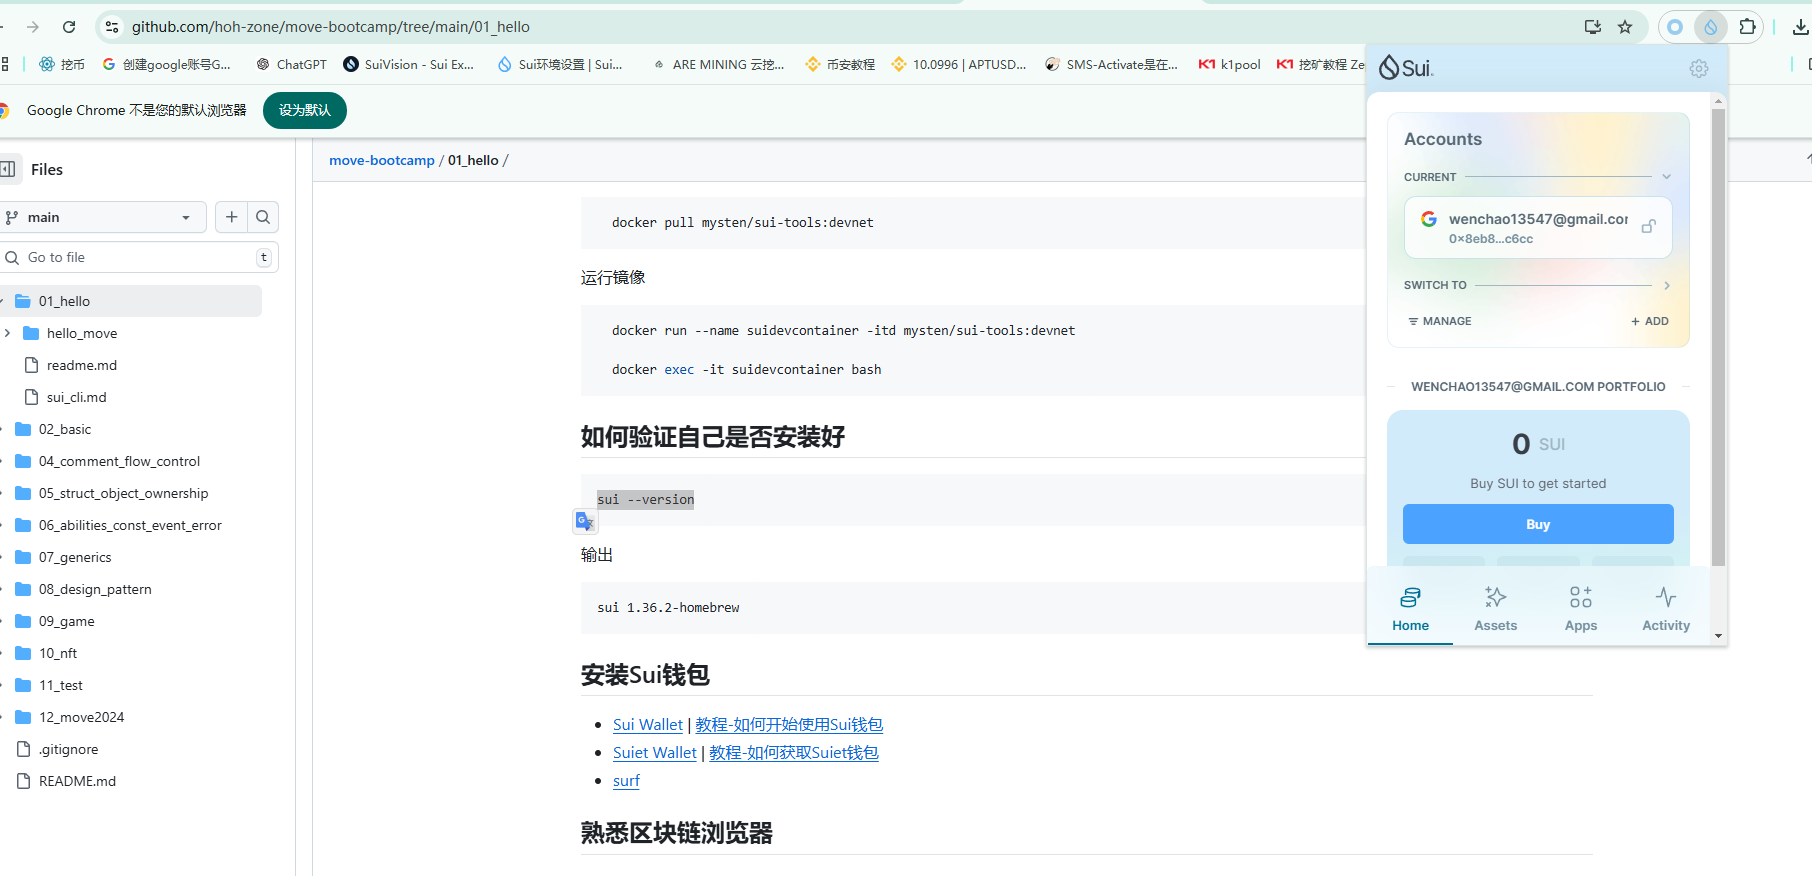 github.com/hoh-zone/move-bootcamp/tree/main/01_hello
挖币
创建google账号G...
ChatGPT
SuiVision - Sui Ex...
Sui环境设置 | Sui...
ARE MINING 云挖...
币安教程
10.0996 | APTUSD...
SMS-Activate是在...
K1 k1pool
K1 挖矿教程 Ze
Google Chrome 不是您的默认浏览器
设为默认
Files
main
Go to file
t
01_hello
hello_move
readme.md
sui_cli.md
02_basic
04_comment_flow_control
05_struct_object_ownership
06_abilities_const_event_error
07_generics
08_design_pattern
09_game
10_nft
11_test
12_move2024
.gitignore
README.md
move-bootcamp / 01_hello /
docker pull mysten/sui-tools:devnet
运行镜像
docker run --name suidevcontainer -itd mysten/sui-tools:devnet
docker exec -it suidevcontainer bash
如何验证自己是否安装好
sui --version
输出
sui 1.36.2-homebrew
安装Sui钱包
Sui Wallet | 教程-如何开始使用Sui钱包
Suiet Wallet | 教程-如何获取Suiet钱包
surf
熟悉区块链浏览器
Sui
Accounts
CURRENT
wenchao13547@gmail.com
0×8eb8...c6cc
SWITCH TO
MANAGE
+ ADD
WENCHAO13547@GMAIL.COM PORTFOLIO
0 SUI
Buy SUI to get started
Buy
Home
Assets
Apps
Activity